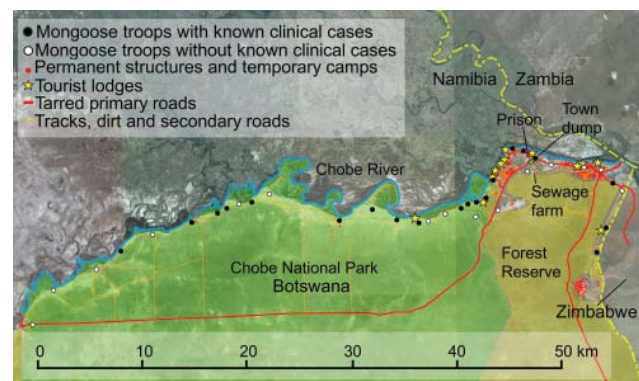 Mongoose troops with known clinical cases
Mongoose troops without known clinical cases
Permanent structures and temporary camps
Tourist lodges
Tarred primary roads
Tracks, dirt and secondary roads
Namibia
Zambia
Prison
Town
dump
Chobe River
Sewage
farm
Forest
Reserve
Chobe National Park
Botswana
Zimbabwe
0 10 20 30 40 50 km